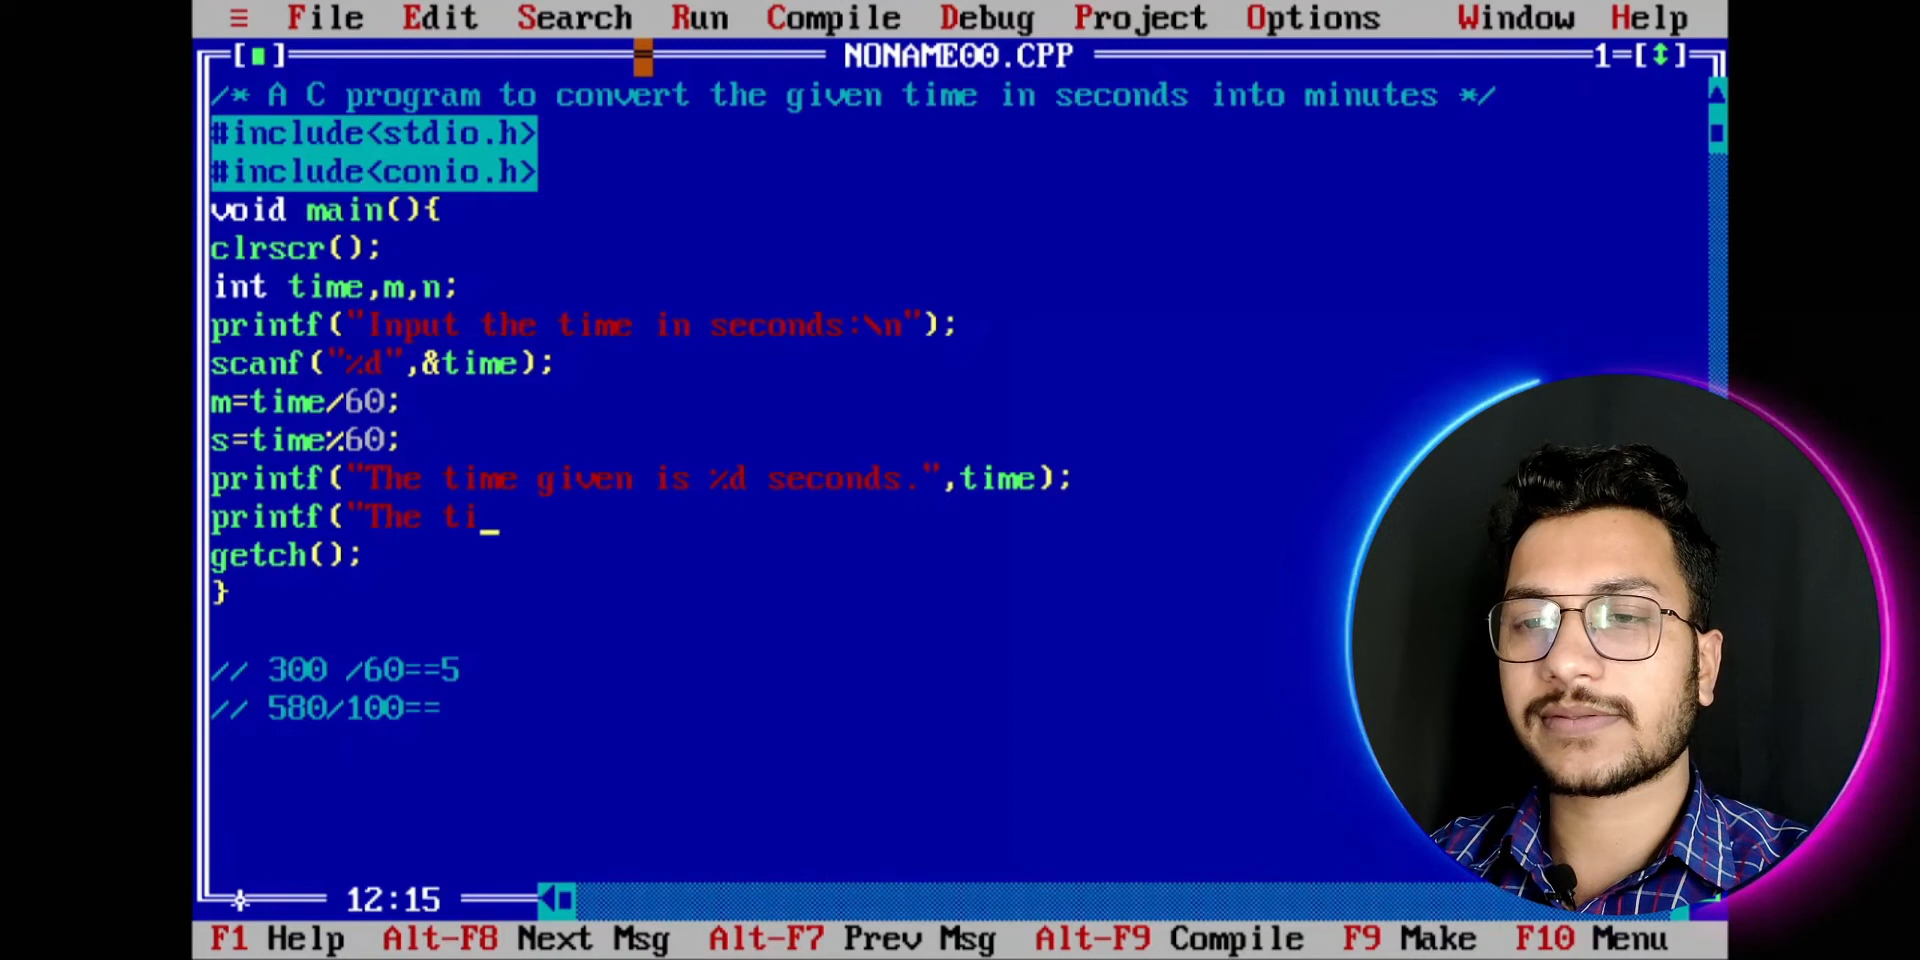 ≡ File Edit Search Run Compile Debug Project Options Window Help
[■] NONAME00.CPP 1=[↕]
/* A C program to convert the given time in seconds into minutes */
#include<stdio.h>
#include<conio.h>
void main(){
clrscr();
int time,m,n;
printf("Input the time in seconds:\n");
scanf("%d",&time);
m=time/60;
s=time%60;
printf("The time given is %d seconds.",time);
printf("The ti_
getch();
}
// 300 /60==5
// 580/100==
12:15
F1 Help Alt-F8 Next Msg Alt-F7 Prev Msg Alt-F9 Compile F9 Make F10 Menu